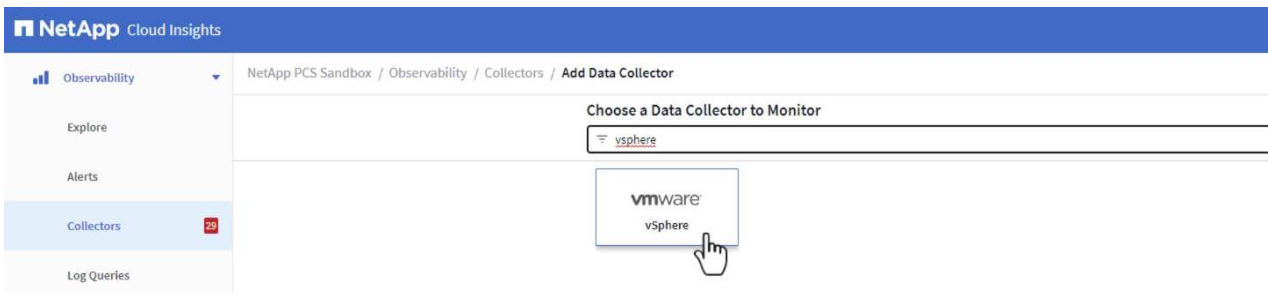 NetApp Cloud Insights
Observability
NetApp PCS Sandbox / Observability / Collectors / Add Data Collector
Choose a Data Collector to Monitor
Explore
vsphere
Alerts
vmware
Collectors 29
vSphere
Log Queries